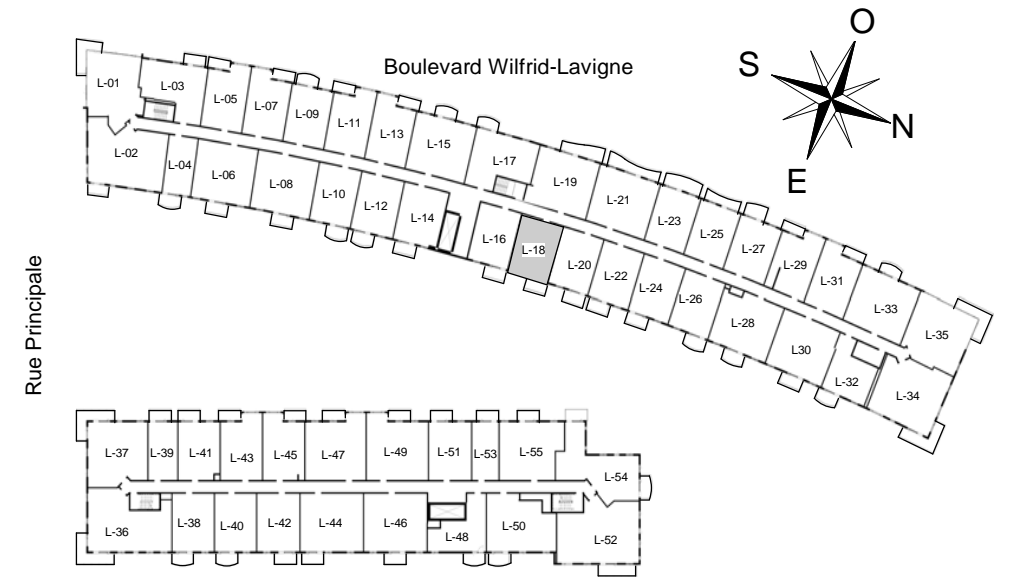 Boulevard Wilfrid-Lavigne
O
S
N
E
L-01
L-03
L-05
L-07
L-09
L-11
L-13
L-15
L-17
L-19
L-21
L-23
L-25
L-27
L-29
L-31
L-33
L-35
L-02
L-04
L-06
L-08
L-10
L-12
L-14
L-16
L-18
L-20
L-22
L-24
L-26
L-28
L30
L-32
L-34
Rue Principale
L-37
L-39
L-41
L-43
L-45
L-47
L-49
L-51
L-53
L-55
L-54
L-36
L-38
L-40
L-42
L-44
L-46
L-48
L-50
L-52